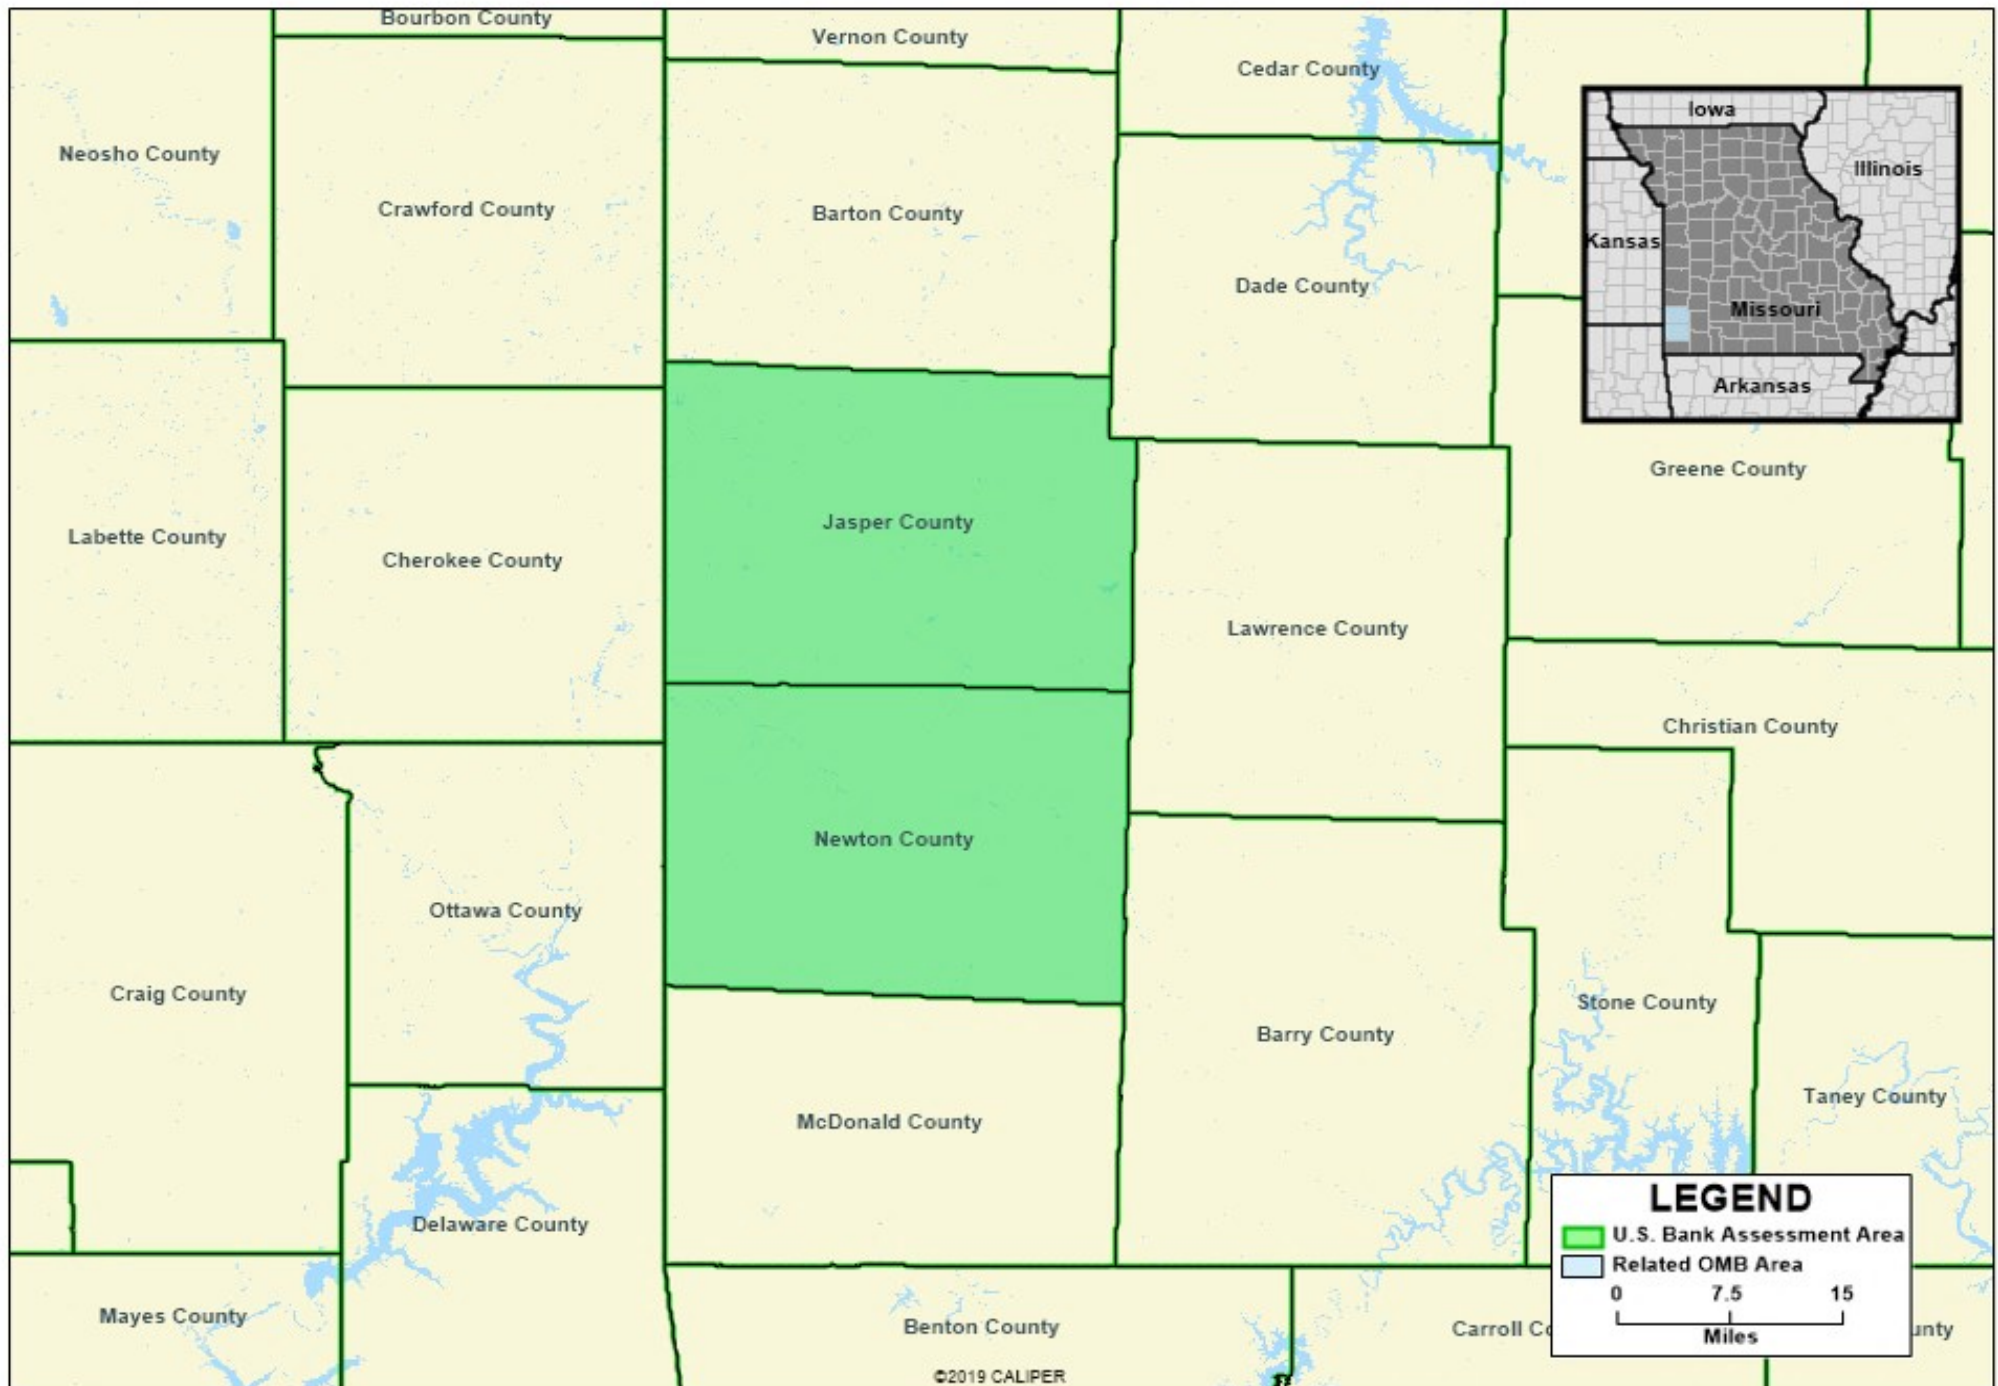 Bourbon County
Vernon County
Cedar County
Neosho County
Crawford County
Barton County
Dade County
Iowa
Illinois
Kansas
Missouri
Arkansas
Greene County
Labette County
Cherokee County
Jasper County
Lawrence County
Christian County
Newton County
Ottawa County
Craig County
Stone County
Barry County
Taney County
McDonald County
Delaware County
Mayes County
Benton County
Carroll Co
unty
LEGEND
U.S. Bank Assessment Area
Related OMB Area
0 7.5 15
Miles
©2019 CALIPER